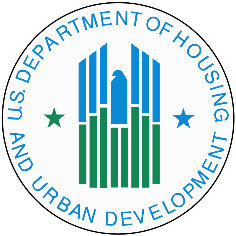 U.S. DEPARTMENT OF HOUSING
AND URBAN DEVELOPMENT